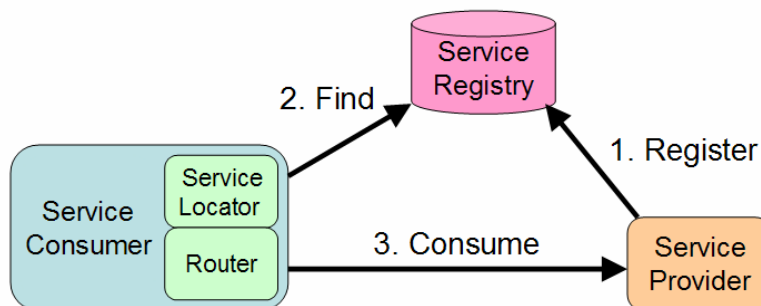 Service
Registry
2. Find
1. Register
Service
Locator
Service
Consumer
Router
3. Consume
Service
Provider